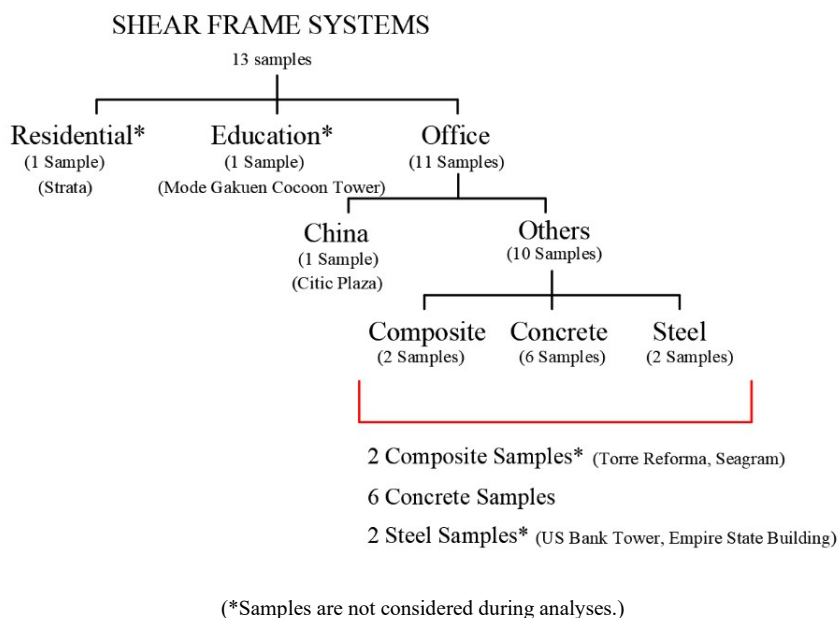 SHEAR FRAME SYSTEMS
13 samples
Residential* Education* Office
(1 Sample) (1 Sample) (11 Samples)
(Strata) (Mode Gakuen Cocoon Tower)
China Others
(1 Sample) (10 Samples)
(Citic Plaza)
Composite Concrete Steel
(2 Samples) (6 Samples) (2 Samples)
2 Composite Samples* (Torre Reforma, Seagram)
6 Concrete Samples
2 Steel Samples* (US Bank Tower, Empire State Building)
(*Samples are not considered during analyses.)